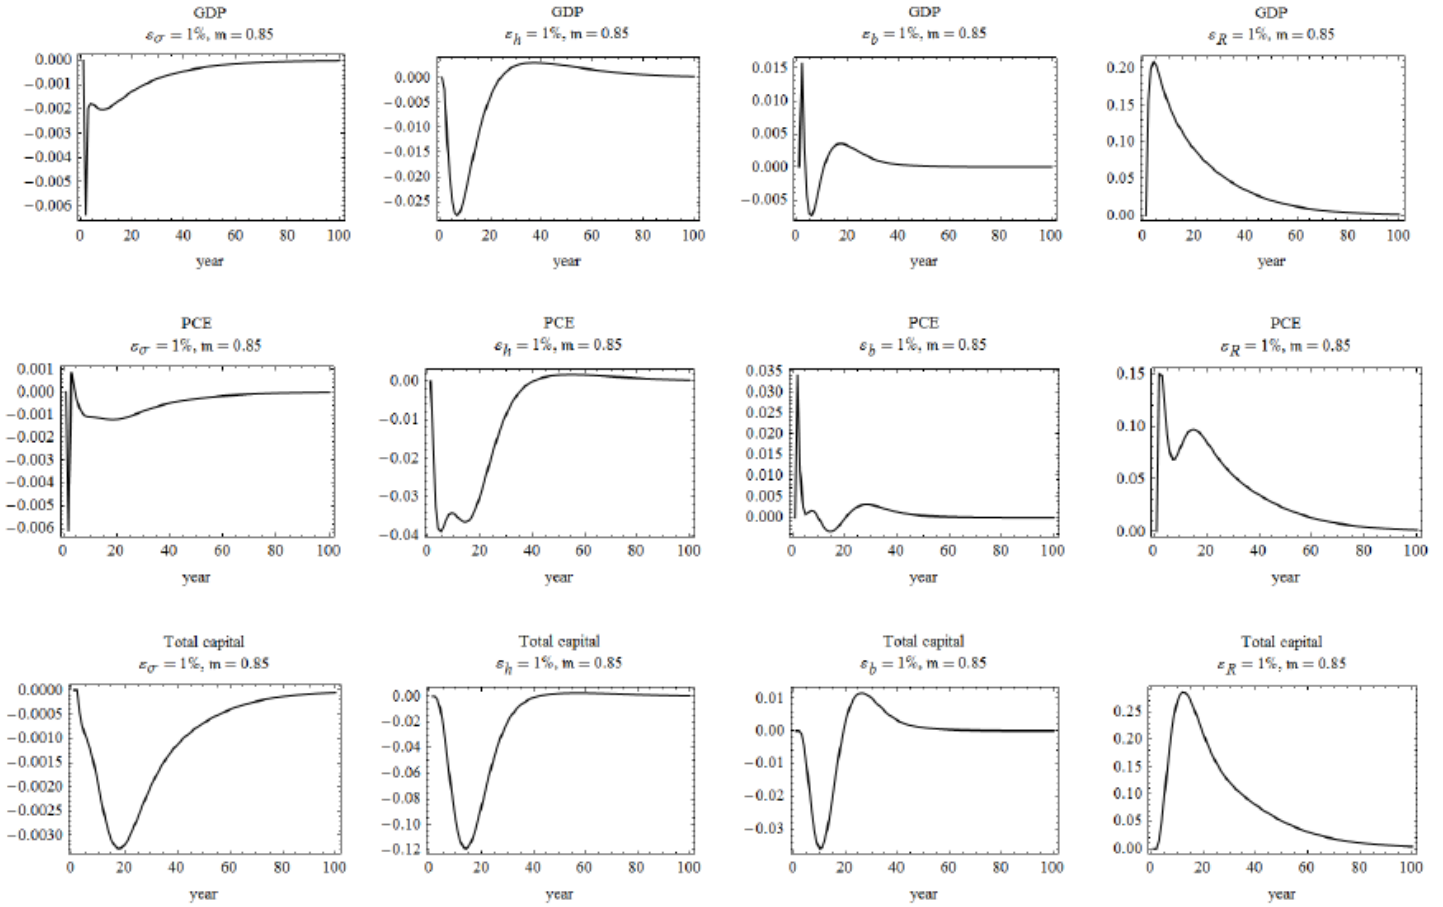 GDP
εσ = 1%, m = 0.85
0.000
−0.001
−0.002
−0.003
−0.004
−0.005
−0.006
0 20 40 60 80 100
year
GDP
εh = 1%, m = 0.85
0.000
−0.005
−0.010
−0.015
−0.020
−0.025
0 20 40 60 80 100
year
GDP
εb = 1%, m = 0.85
0.015
0.010
0.005
0.000
−0.005
0 20 40 60 80 100
year
GDP
εR = 1%, m = 0.85
0.20
0.15
0.10
0.05
0.00
0 20 40 60 80 100
year
PCE
εσ = 1%, m = 0.85
0.001
0.000
−0.001
−0.002
−0.003
−0.004
−0.005
−0.006
0 20 40 60 80 100
year
PCE
εh = 1%, m = 0.85
0.00
−0.01
−0.02
−0.03
−0.04
0 20 40 60 80 100
year
PCE
εb = 1%, m = 0.85
0.035
0.030
0.025
0.020
0.015
0.010
0.005
0.000
0 20 40 60 80 100
year
PCE
εR = 1%, m = 0.85
0.15
0.10
0.05
0.00
0 20 40 60 80 100
year
Total capital
εσ = 1%, m = 0.85
0.0000
−0.0005
−0.0010
−0.0015
−0.0020
−0.0025
−0.0030
0 20 40 60 80 100
year
Total capital
εh = 1%, m = 0.85
0.00
−0.02
−0.04
−0.06
−0.08
−0.10
−0.12
0 20 40 60 80 100
year
Total capital
εb = 1%, m = 0.85
0.01
0.00
−0.01
−0.02
−0.03
0 20 40 60 80 100
year
Total capital
εR = 1%, m = 0.85
0.25
0.20
0.15
0.10
0.05
0.00
0 20 40 60 80 100
year